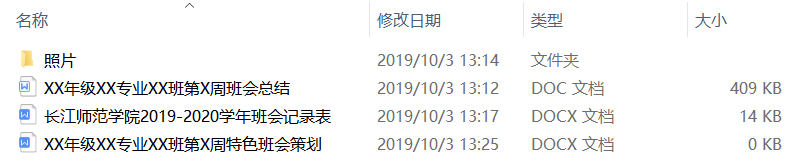 名称 修改日期 类型 大小
照片 2019/10/3 13:14 文件夹
XX年级XX专业XX班第X周班会总结 2019/10/3 13:12 DOC 文档 409 KB
长江师范学院2019-2020学年班会记录表 2019/10/3 13:17 DOCX 文档 14 KB
XX年级XX专业XX班第X周特色班会策划 2019/10/3 13:25 DOCX 文档 0 KB